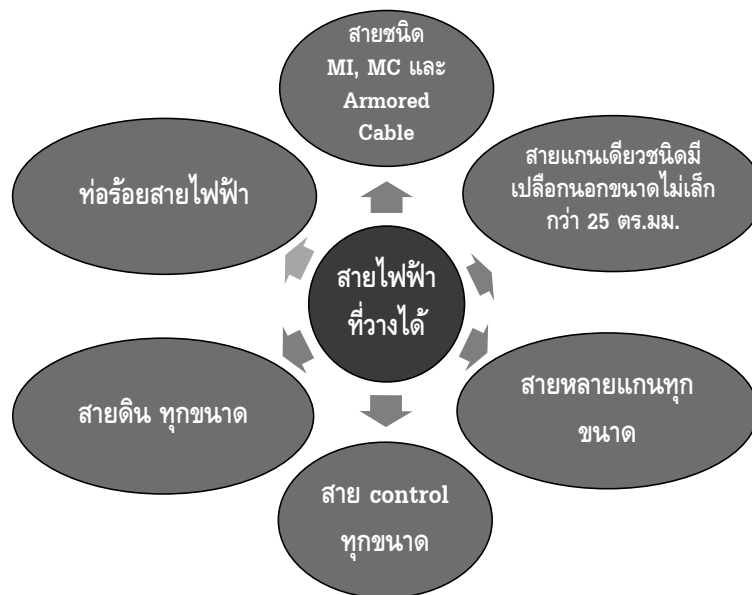 สายชนิด
MI, MC และ
Armored
Cable
ท่อร้อยสายไฟฟ้า
สายแกนเดียวชนิดมี
เปลือกนอกขนาดไม่เล็ก
กว่า 25 ตร.มม.
สายไฟฟ้า
ที่วางได้
สายดิน ทุกขนาด
สายหลายแกนทุก
ขนาด
สาย control
ทุกขนาด